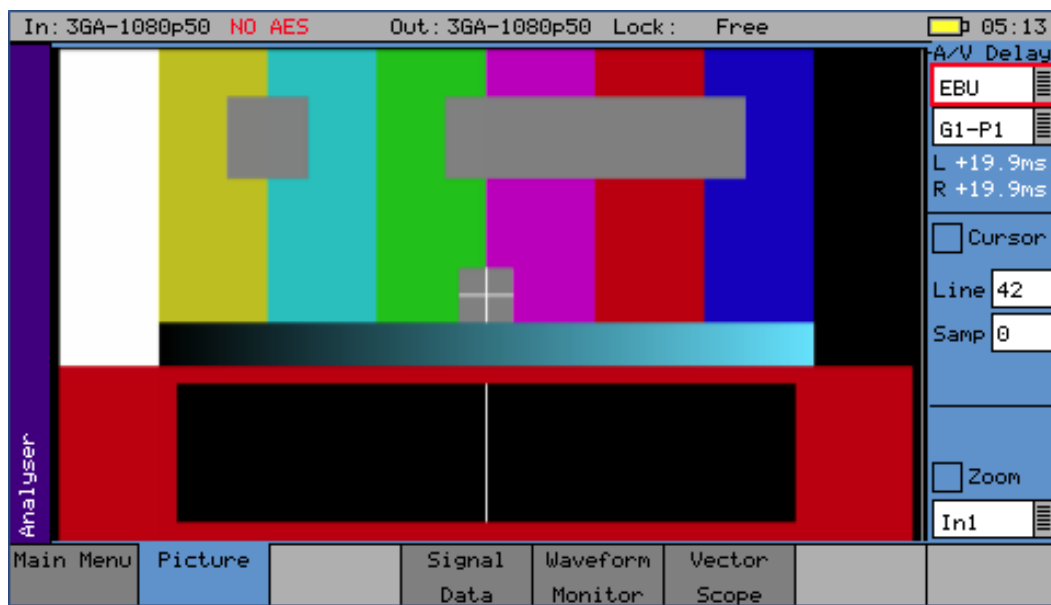 In: 3GA-1080p50 NO AES Out: 3GA-1080p50 Lock: Free 05:13
A/V Delay
EBU
G1-P1
L +19.9ms
R +19.9ms
Cursor
Line 42
Samp 0
Zoom
In1
Analyser
Main Menu Picture Signal Data Waveform Monitor Vector Scope